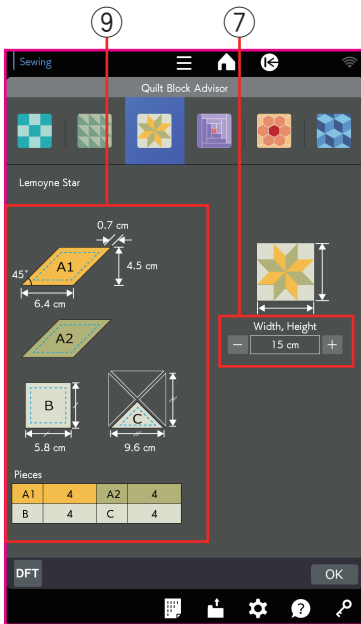 ⑨ ⑦
Sewing
Quilt Block Advisor
Lemoyne Star
0.7 cm
A1
4.5 cm
45°
6.4 cm
A2
B
C
5.8 cm
9.6 cm
Width, Height
− 15 cm +
Pieces
A1 4 A2 4
B 4 C 4
DFT
OK
?